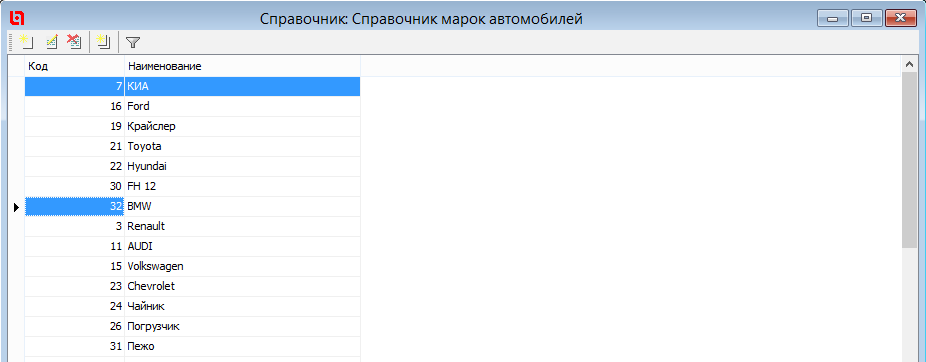 Справочник: Справочник марок автомобилей
Код Наименование
7 КИА
16 Ford
19 Крайслер
21 Toyota
22 Hyundai
30 FH 12
32 BMW
3 Renault
11 AUDI
15 Volkswagen
23 Chevrolet
24 Чайник
26 Погрузчик
31 Пежо